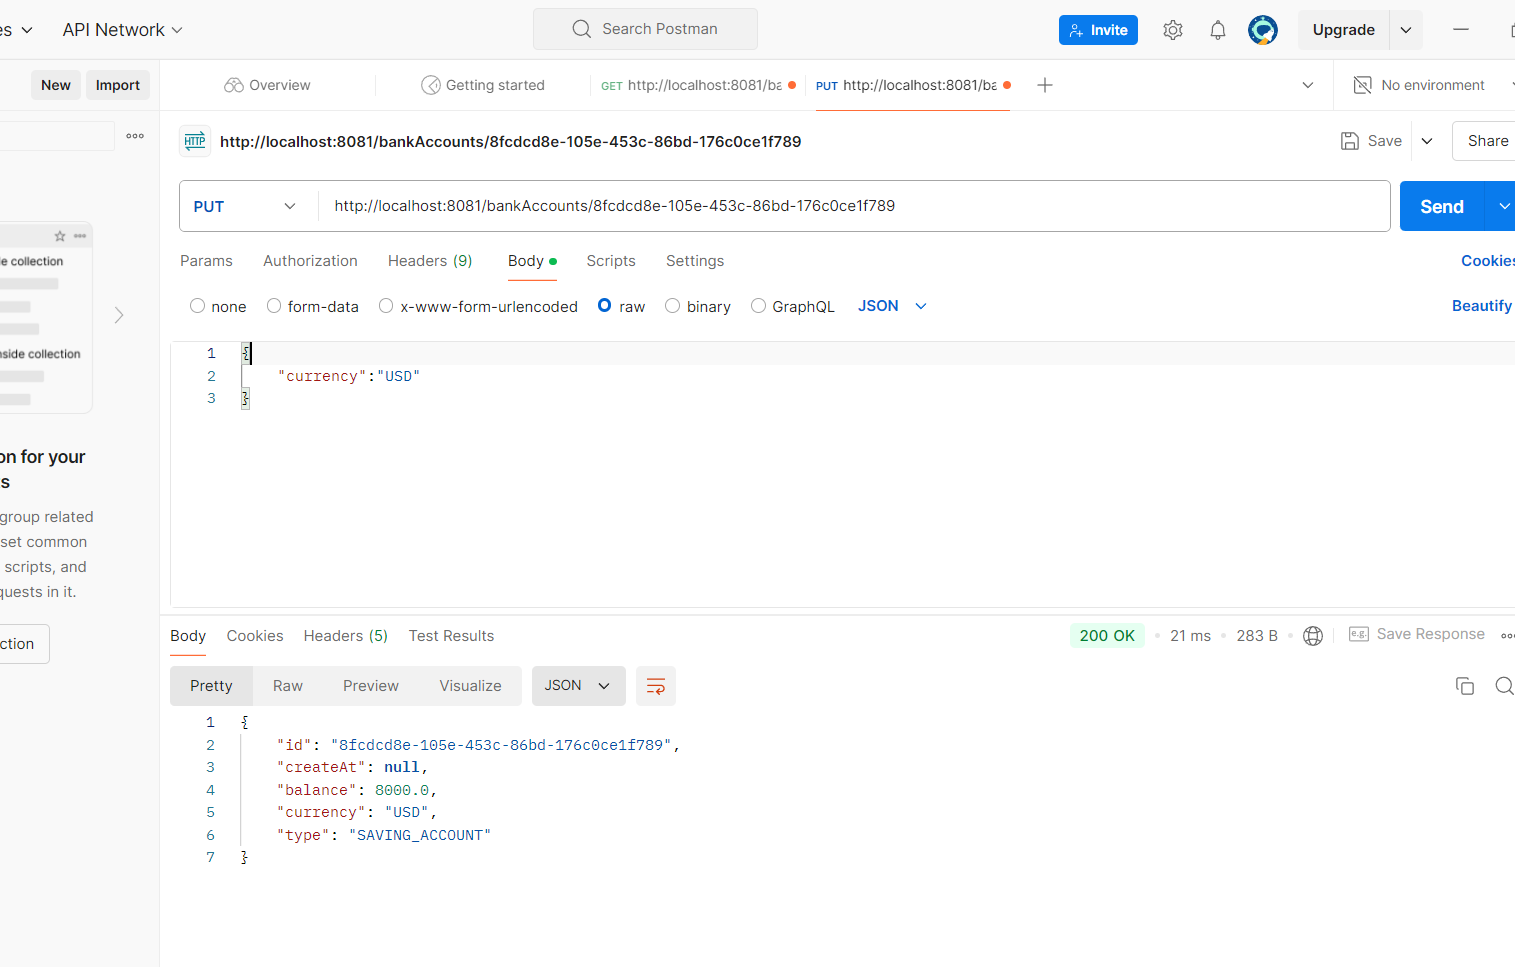 es API Network Search Postman Invite Upgrade
New Import Overview Getting started GET http://localhost:8081/ba PUT http://localhost:8081/ba No environment
HTTP http://localhost:8081/bankAccounts/8fcdcd8e-105e-453c-86bd-176c0ce1f789 Save Share
PUT http://localhost:8081/bankAccounts/8fcdcd8e-105e-453c-86bd-176c0ce1f789 Send
Params Authorization Headers (9) Body Scripts Settings Cookies
none form-data x-www-form-urlencoded raw binary GraphQL JSON Beautify
1 {
2 "currency":"USD"
3 }
de collection
nside collection
on for your
s
group related
set common
scripts, and
quests in it.
ction
Body Cookies Headers (5) Test Results 200 OK 21 ms 283 B e.g. Save Response
Pretty Raw Preview Visualize JSON
1 {
2 "id": "8fcdcd8e-105e-453c-86bd-176c0ce1f789",
3 "createAt": null,
4 "balance": 8000.0,
5 "currency": "USD",
6 "type": "SAVING_ACCOUNT"
7 }